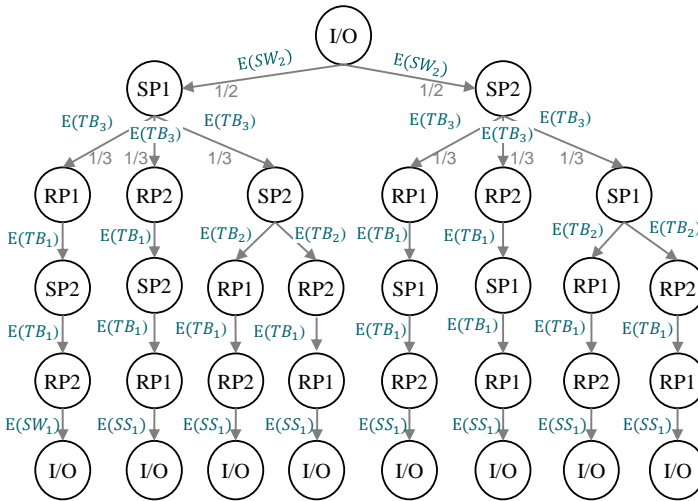 I/O
E(SW₂) E(SW₂)
SP1 1/2 1/2 SP2
E(TB₃) E(TB₃) E(TB₃) E(TB₃) E(TB₃) E(TB₃)
1/3 1/3 1/3 1/3 1/3 1/3
RP1 RP2 SP2 RP1 RP2 SP1
E(TB₁) E(TB₁) E(TB₂) E(TB₂) E(TB₁) E(TB₁) E(TB₂) E(TB₂)
SP2 SP2 RP1 RP2 SP1 SP1 RP1 RP2
E(TB₁) E(TB₁) E(TB₁) E(TB₁) E(TB₁) E(TB₁) E(TB₁) E(TB₁)
RP2 RP1 RP2 RP1 RP2 RP1 RP2 RP1
E(SW₁) E(SS₁) E(SS₁) E(SS₁) E(SS₁) E(SS₁) E(SS₁) E(SS₁)
I/O I/O I/O I/O I/O I/O I/O I/O